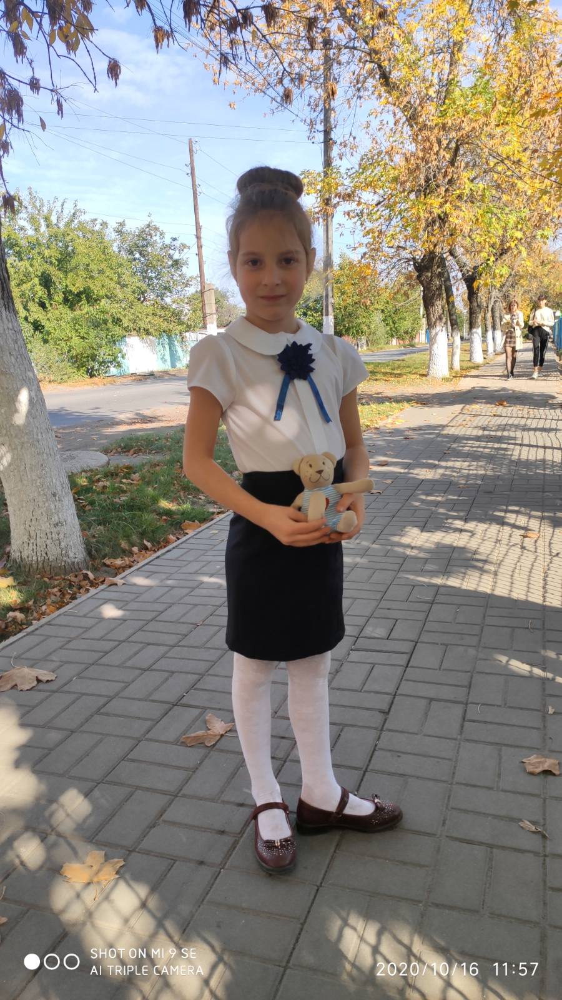 SHOT ON MI 9 SE
AI TRIPLE CAMERA
2020/10/16 11:57